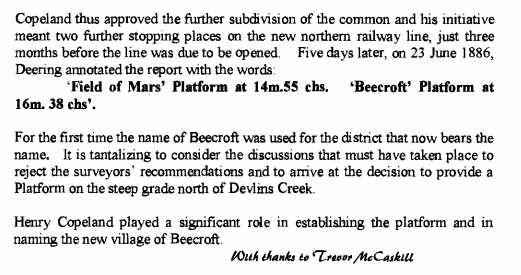 Copeland thus approved the further subdivision of the common and his initiative
meant two further stopping places on the new northern railway line, just three
months before the line was due to be opened. Five days later, on 23 June 1886,
Deering annotated the report with the words:
'Field of Mars' Platform at 14m.55 chs. 'Beecroft' Platform at
16m. 38 chs'.
For the first time the name of Beecroft was used for the district that now bears the
name. It is tantalizing to consider the discussions that must have taken place to
reject the surveyors' recommendations and to arrive at the decision to provide a
Platform on the steep grade north of Devlins Creek.
Henry Copeland played a significant role in establishing the platform and in
naming the new village of Beecroft.
With thanks to Trevor McCaskill